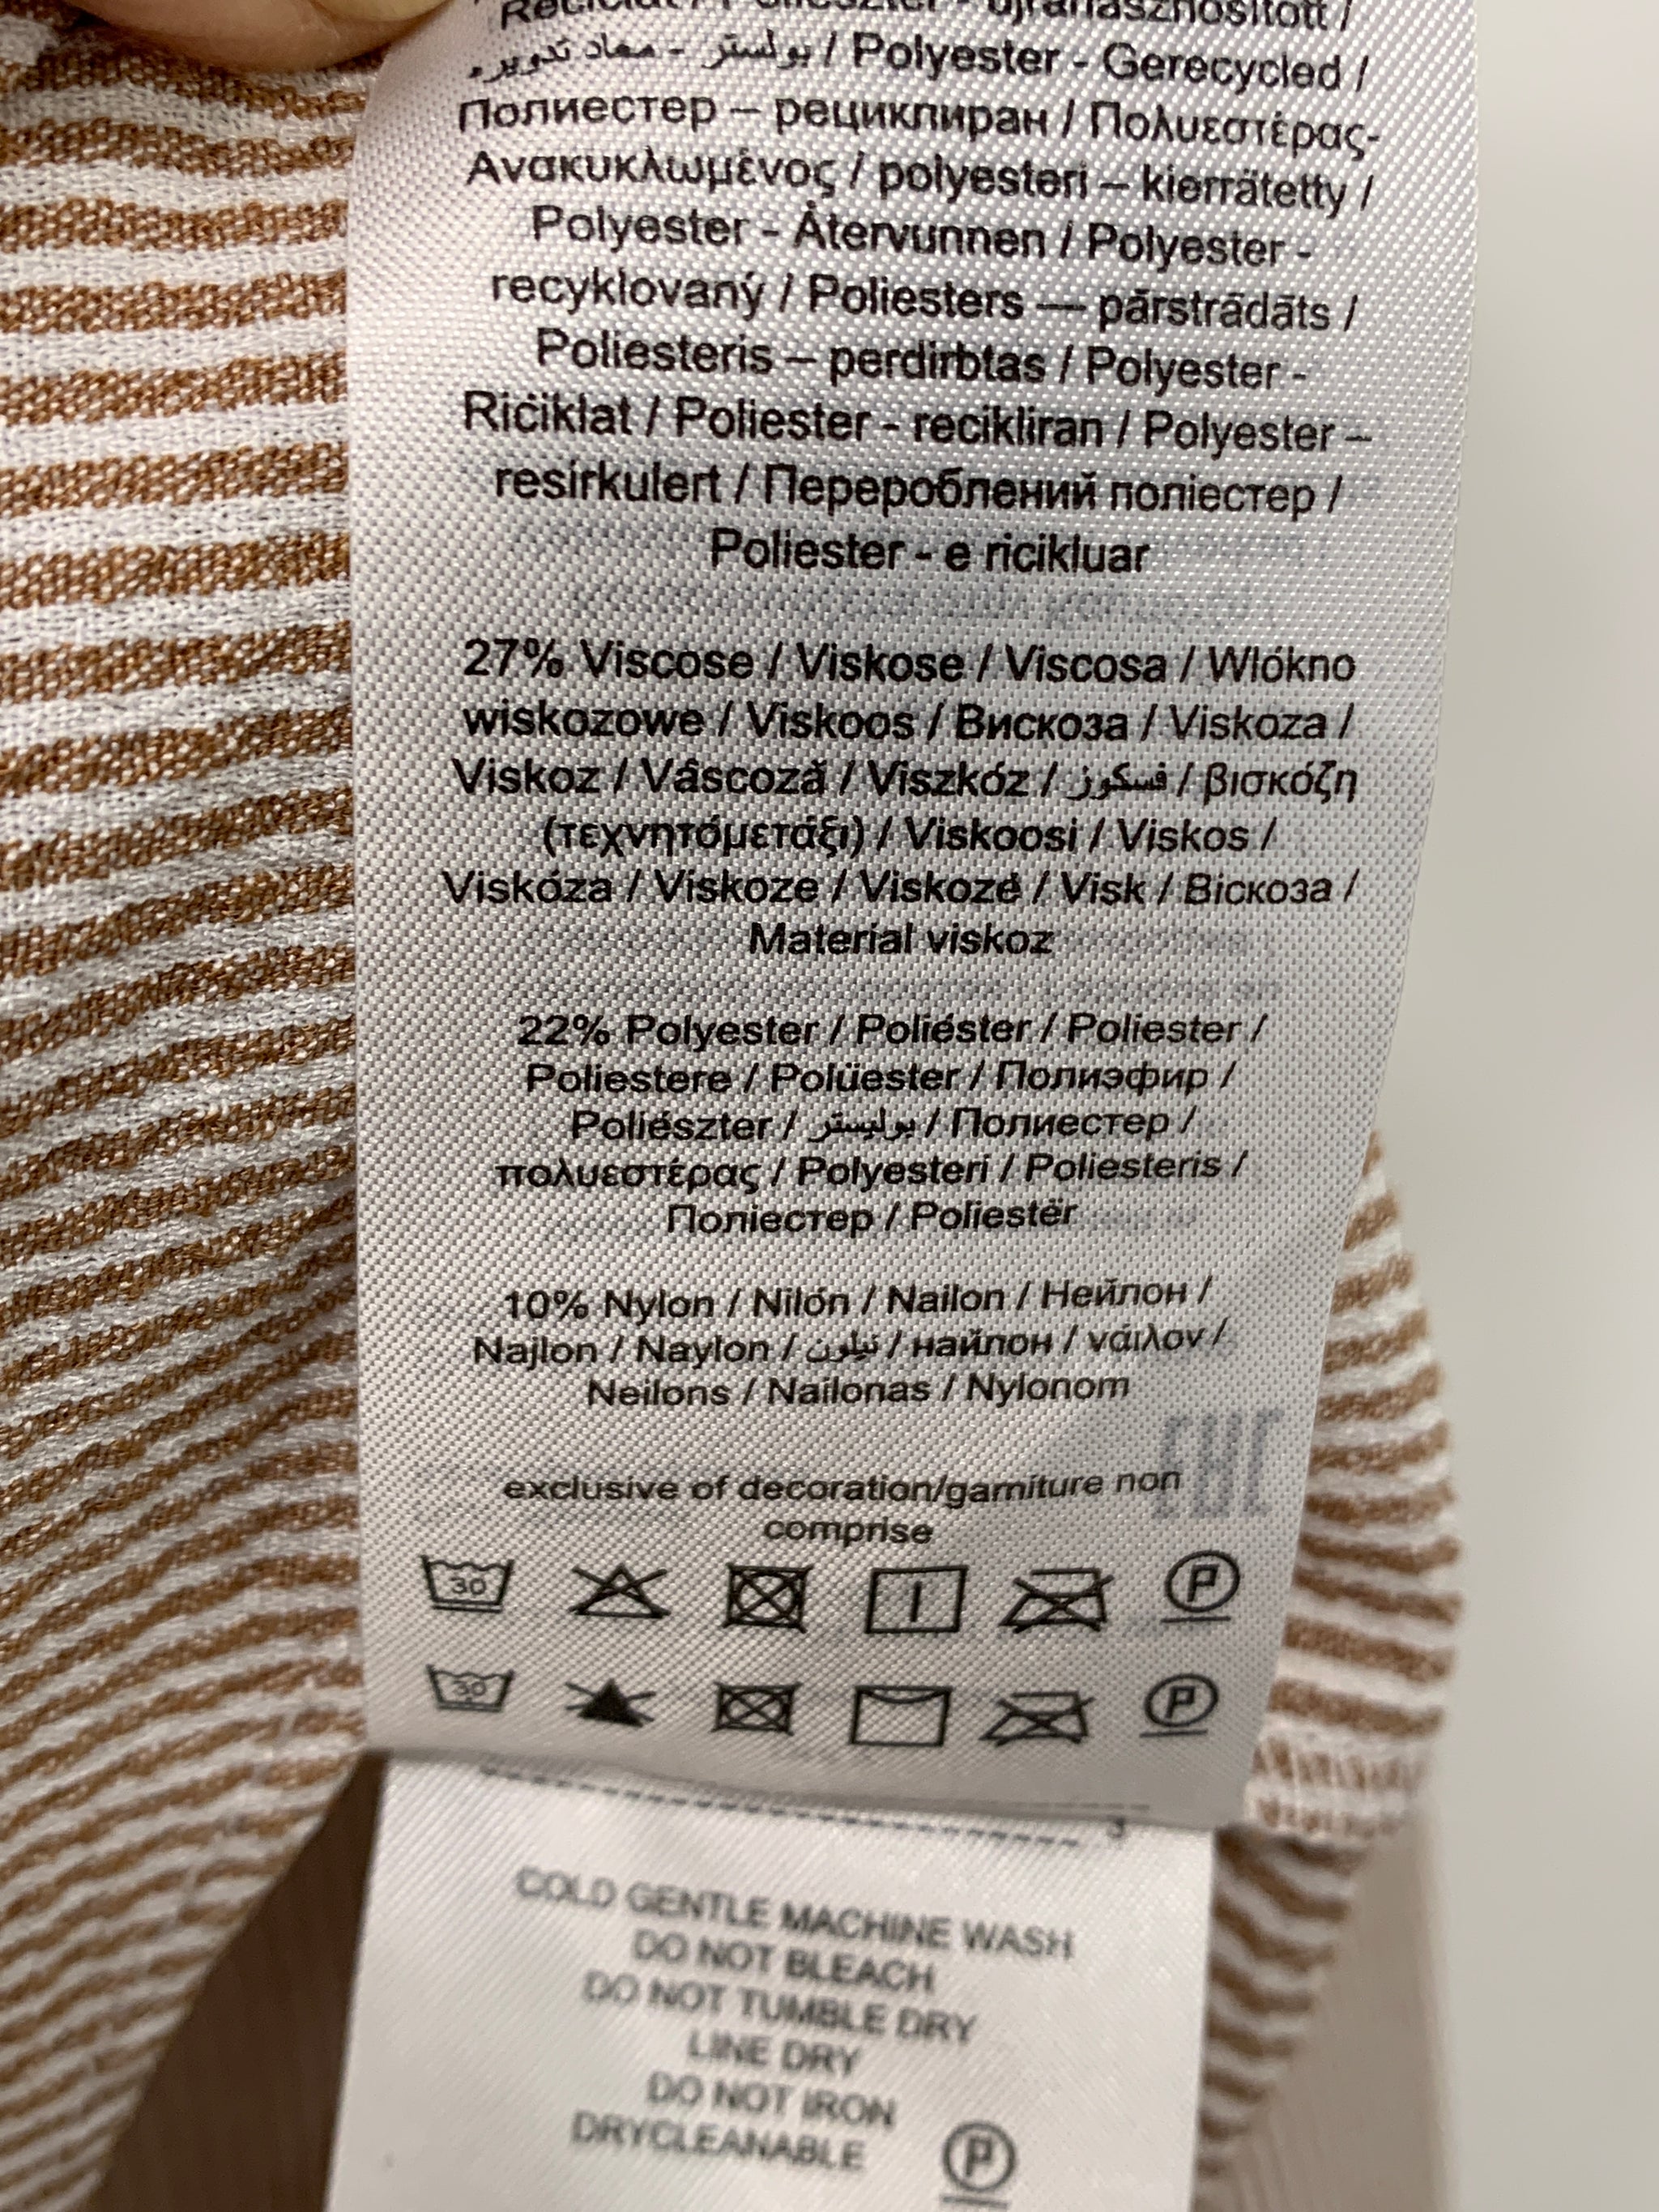 Polyester - Gerecycled /
بولستر - معاد تدويره /
Полиестер – рециклиран / Πολυεστέρας-
Ανακυκλωμένος / polyesteri – kierrätetty /
Polyester - Återvunnen / Polyester -
recyklovaný / Poliesters — pārstrādāts /
Poliesteris – perdirbtas / Polyester -
Riċiklat / Poliester - recikliran / Polyester –
resirkulert / Перероблений поліестер /
Poliester - e ricikluar
27% Viscose / Viskose / Viscosa / Wlókno
wiskozowe / Viskoos / Вискоза / Viskoza /
Viskoz / Vâscoză / Viszkóz / فسكوز / βισκόζη
(τεχνητόμετάξι) / Viskoosi / Viskos /
Viskóza / Viskoze / Viskozė / Visk / Віскоза /
Material viskoz
22% Polyester / Poliéster / Poliester /
Poliestere / Polüester / Полиэфир /
Poliészter / بوليستر / Полиестер /
πολυεστέρας / Polyesteri / Poliesteris /
Поліестер / Poliestër
10% Nylon / Nilón / Nailon / Нейлон /
Najlon / Naylon / نيلون / найлон / νάιλον /
Neilons / Nailonas / Nylonom
exclusive of decoration/garniture non
comprise
30
30
COLD GENTLE MACHINE WASH
DO NOT BLEACH
DO NOT TUMBLE DRY
LINE DRY
DO NOT IRON
DRYCLEANABLE
P